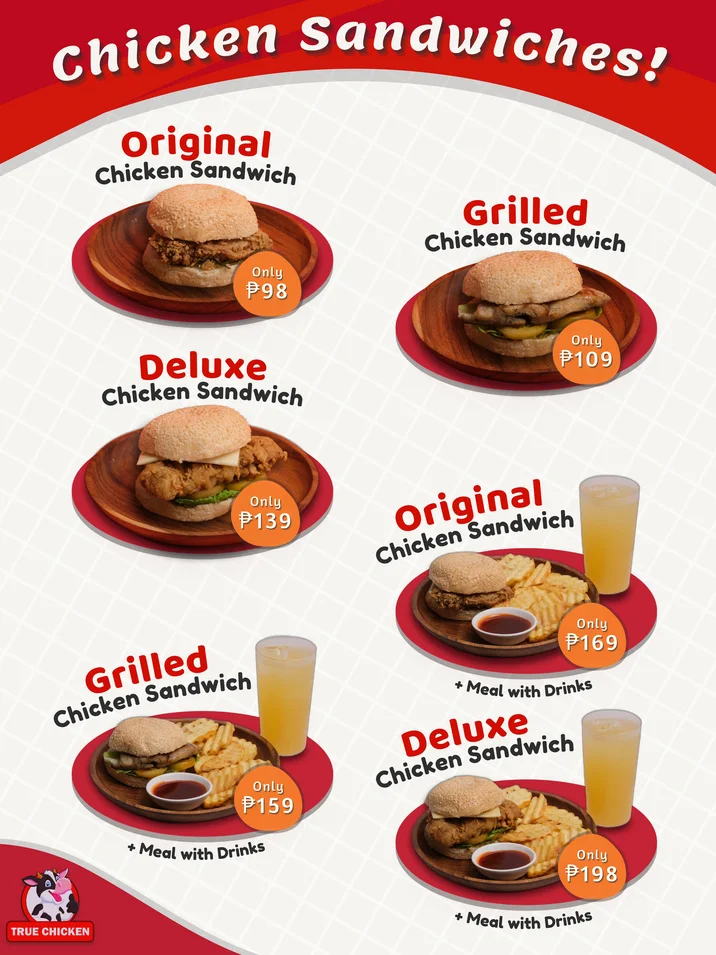 Chicken Sandwiches!
Original
Chicken Sandwich
Only
₱98
Grilled
Chicken Sandwich
Only
₱109
Deluxe
Chicken Sandwich
Only
₱139
Original
Chicken Sandwich
Only
₱169
+ Meal with Drinks
Grilled
Chicken Sandwich
Only
₱159
+ Meal with Drinks
Deluxe
Chicken Sandwich
Only
₱198
+ Meal with Drinks
TRUE CHICKEN